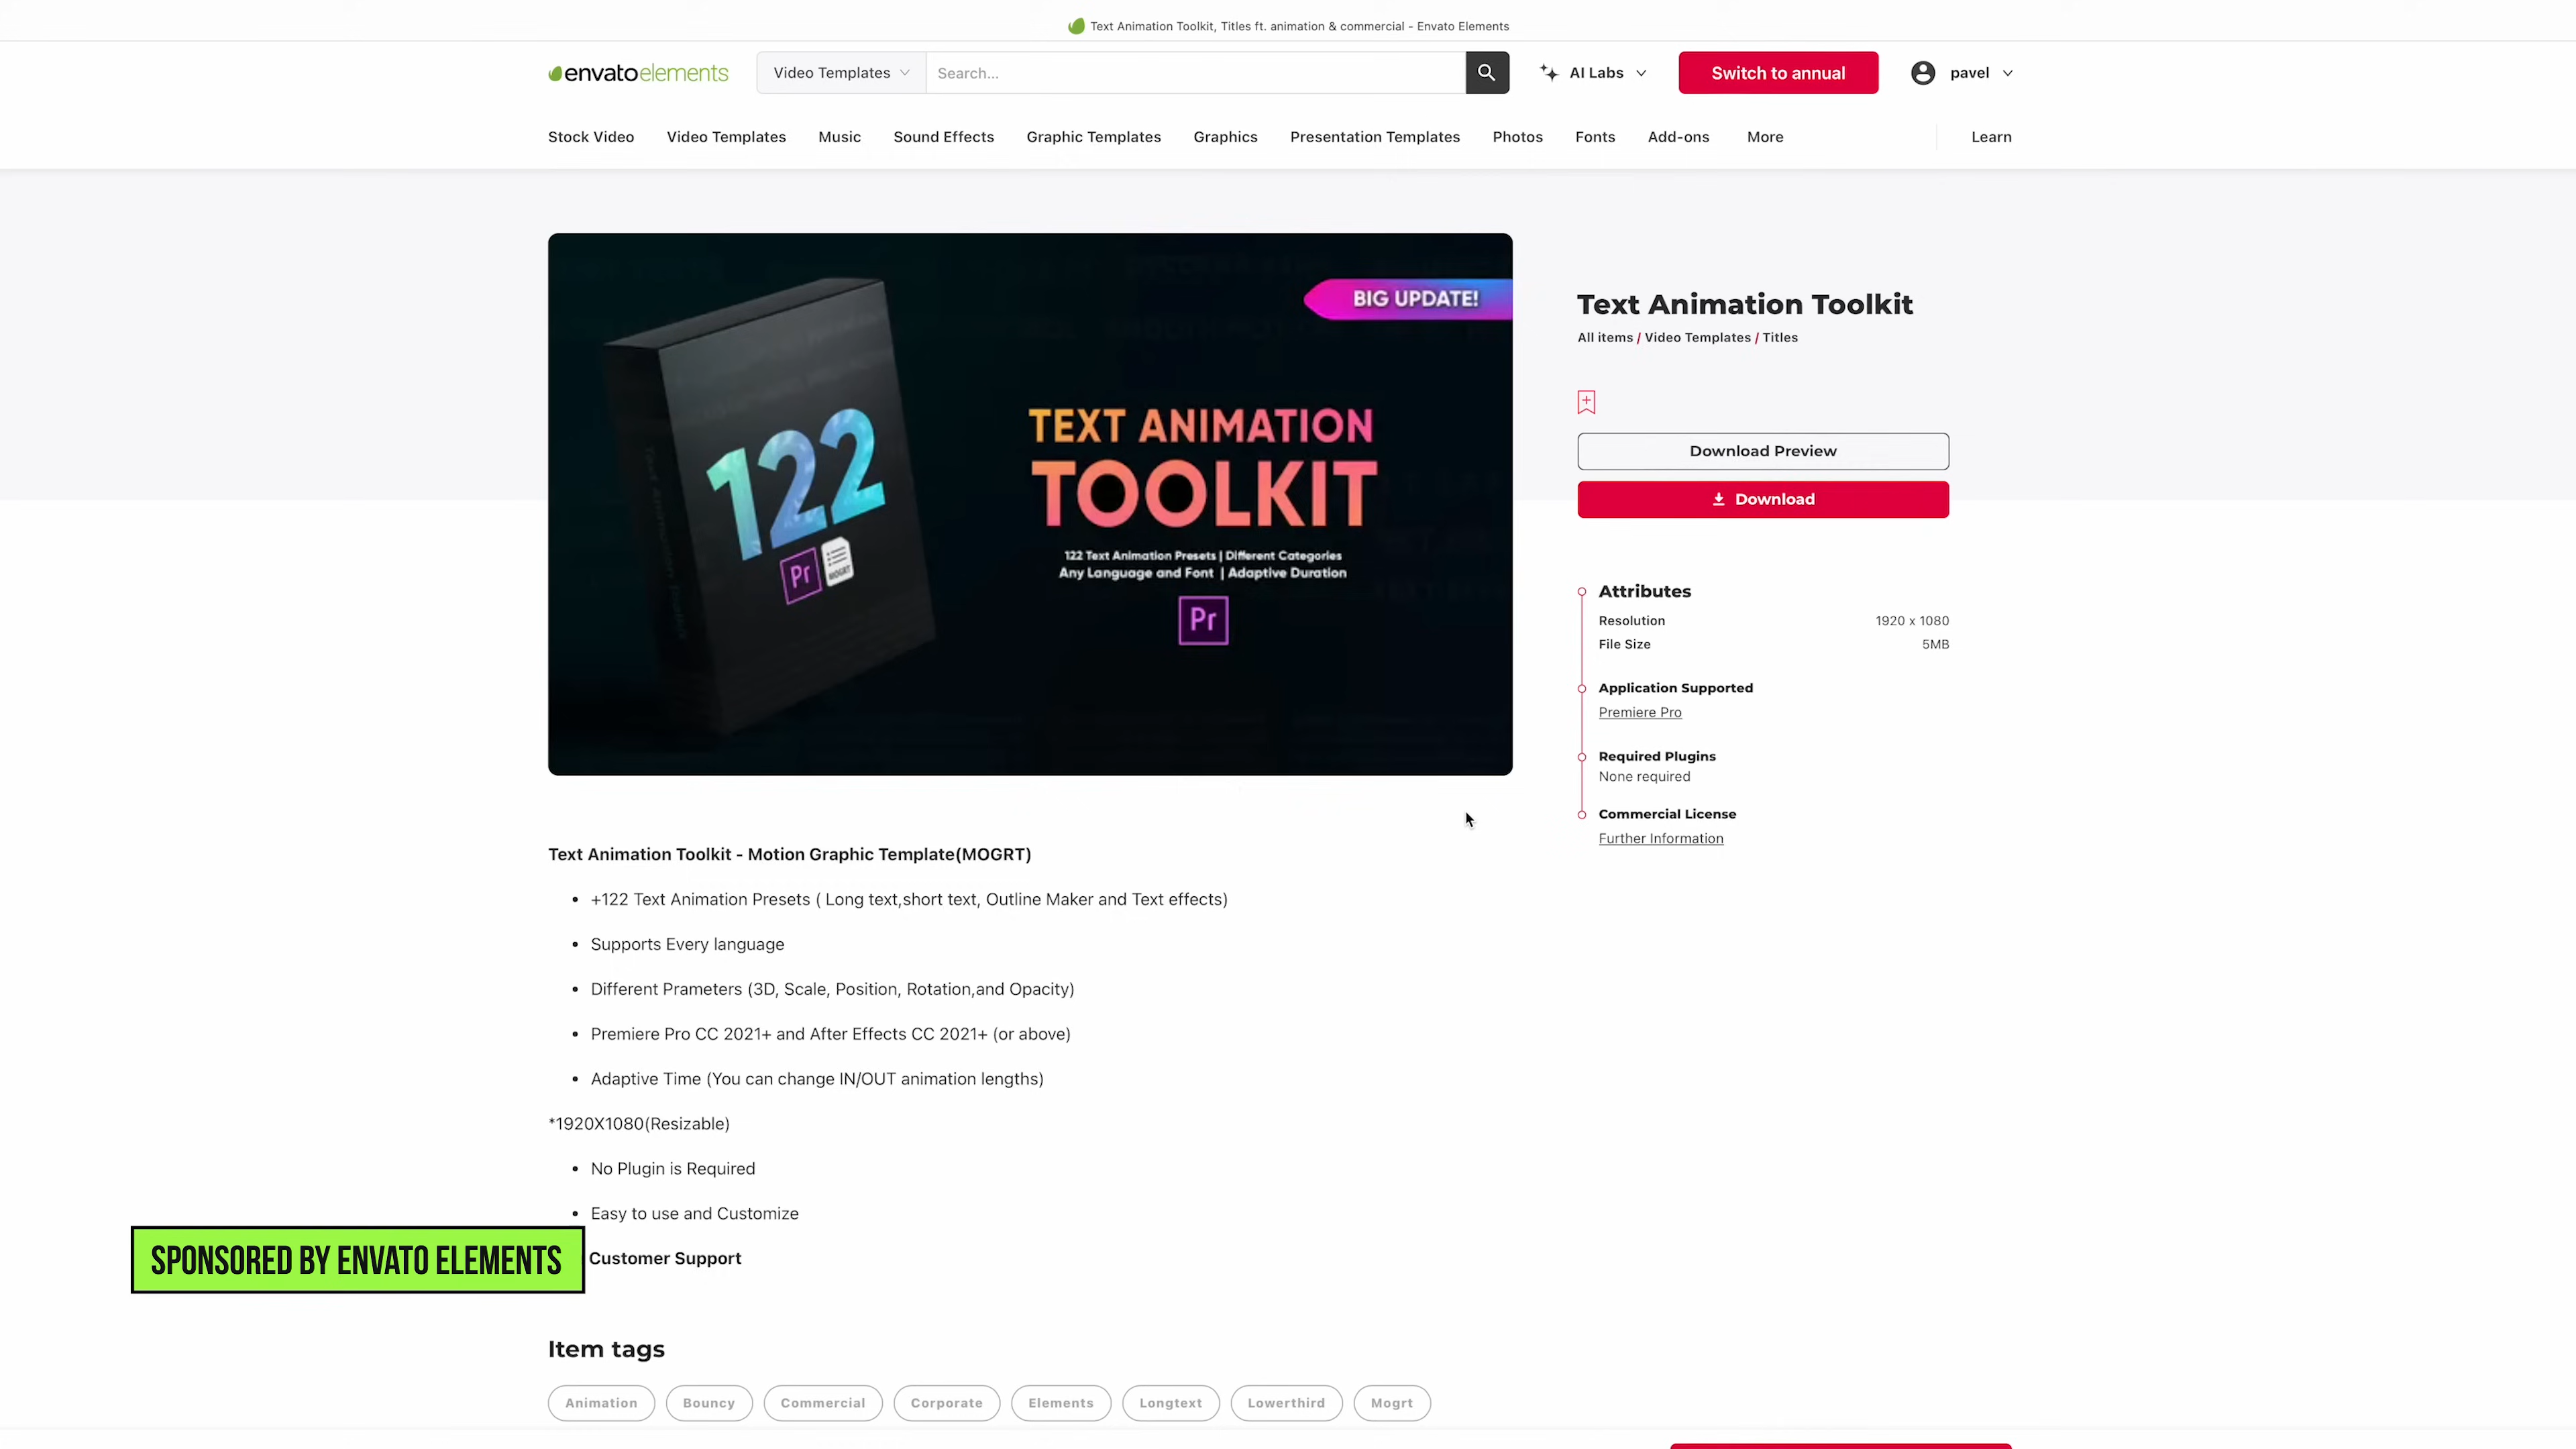 Text Animation Toolkit, Titles ft. animation & commercial - Envato Elements
envatoelements
Video Templates
Search...
AI Labs
Switch to annual
pavel
Stock Video
Video Templates
Music
Sound Effects
Graphic Templates
Graphics
Presentation Templates
Photos
Fonts
Add-ons
More
Learn
BIG UPDATE!
122
Pr
MOGRT
TEXT ANIMATION
TOOLKIT
122 Text Animation Presets | Different Categories
Any Language and Font | Adaptive Duration
Pr
Text Animation Toolkit
All items / Video Templates / Titles
Download Preview
Download
Attributes
Resolution 1920 x 1080
File Size 5MB
Application Supported
Premiere Pro
Required Plugins
None required
Commercial License
Further Information
Text Animation Toolkit - Motion Graphic Template(MOGRT)
• +122 Text Animation Presets ( Long text,short text, Outline Maker and Text effects)
• Supports Every language
• Different Prameters (3D, Scale, Position, Rotation,and Opacity)
• Premiere Pro CC 2021+ and After Effects CC 2021+ (or above)
• Adaptive Time (You can change IN/OUT animation lengths)
*1920X1080(Resizable)
• No Plugin is Required
• Easy to use and Customize
Customer Support
SPONSORED BY ENVATO ELEMENTS
Item tags
Animation
Bouncy
Commercial
Corporate
Elements
Longtext
Lowerthird
Mogrt